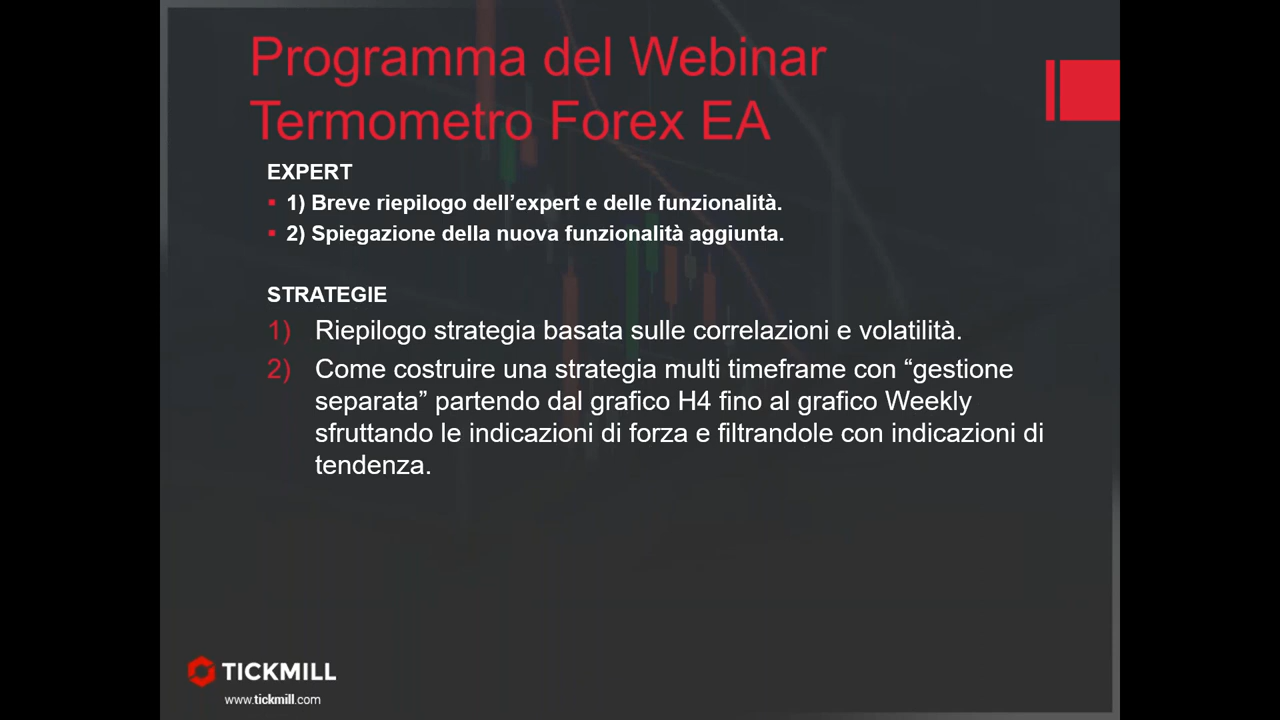 Programma del Webinar
Termometro Forex EA
EXPERT
1) Breve riepilogo dell’expert e delle funzionalità.
2) Spiegazione della nuova funzionalità aggiunta.
STRATEGIE
1) Riepilogo strategia basata sulle correlazioni e volatilità.
2) Come costruire una strategia multi timeframe con “gestione
separata” partendo dal grafico H4 fino al grafico Weekly
sfruttando le indicazioni di forza e filtrandole con indicazioni di
tendenza.
TICKMILL
www.tickmill.com